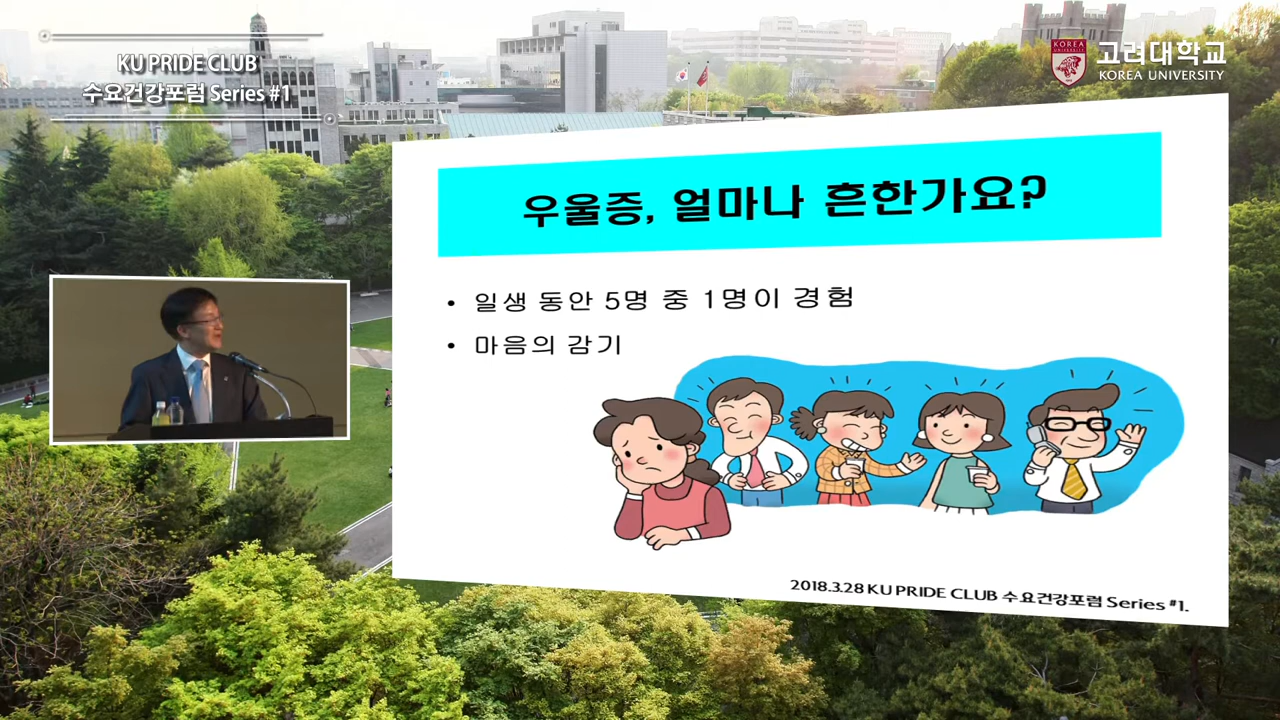 KU PRIDE CLUB
수요건강포럼 Series #1
KOREA UNIVERSITY
고려대학교
KOREA UNIVERSITY
우울증, 얼마나 흔한가요?
• 일생 동안 5명 중 1명이 경험
• 마음의 감기
2018.3.28 KU PRIDE CLUB 수요건강포럼 Series #1.